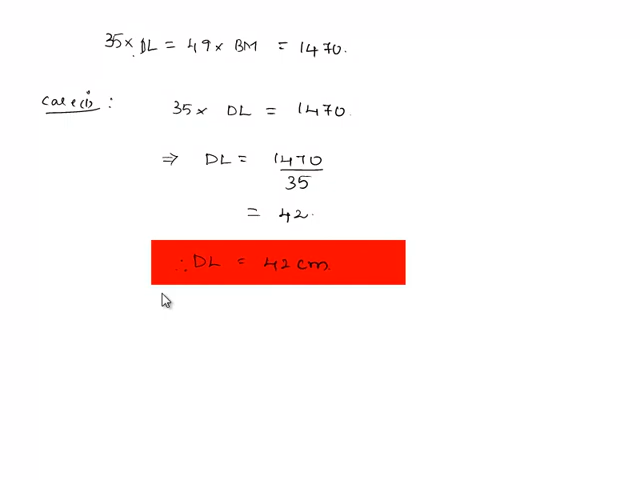 35 × DL = 49 × BM = 1470.
Case(i) :
35 × DL = 1470.
⇒ DL = 1470/35
= 42.
∴ DL = 42 cm.